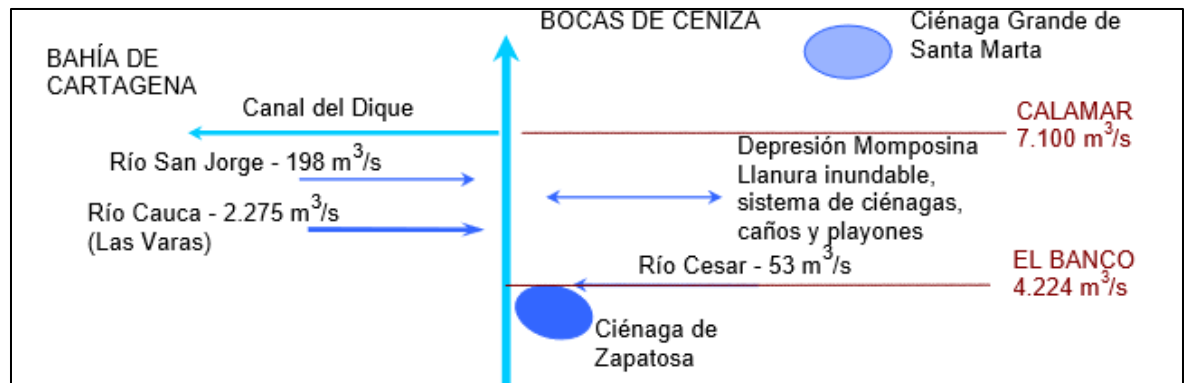 BOCAS DE CENIZA
Ciénaga Grande de
Santa Marta
BAHÍA DE
CARTAGENA
Canal del Dique
CALAMAR
7.100 m³/s
Río San Jorge - 198 m³/s
Depresión Momposina
Llanura inundable,
sistema de ciénagas,
caños y playones
Río Cauca - 2.275 m³/s
(Las Varas)
Río Cesar - 53 m³/s
EL BANCO
4.224 m³/s
Ciénaga de
Zapatosa